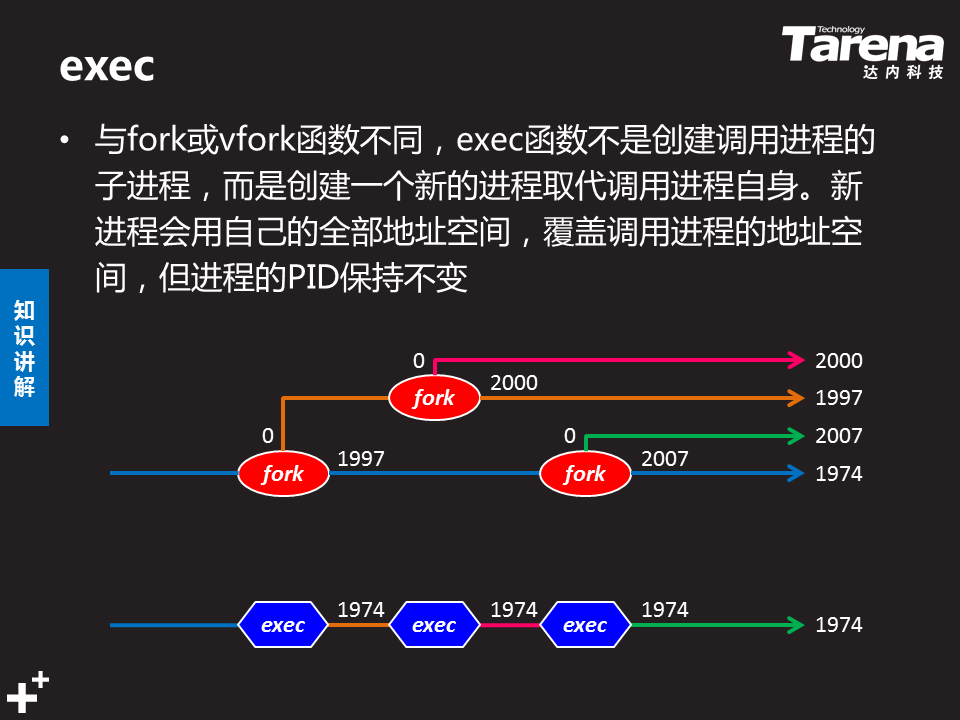 Technology
Tarena
达内科技
exec
• 与fork或vfork函数不同，exec函数不是创建调用进程的
子进程，而是创建一个新的进程取代调用进程自身。新
进程会用自己的全部地址空间，覆盖调用进程的地址空
间，但进程的PID保持不变
知
识
讲
解
0 2000
fork 2000 1997
0 0 2007
fork 1997 fork 2007 1974
exec 1974 exec 1974 exec 1974 1974